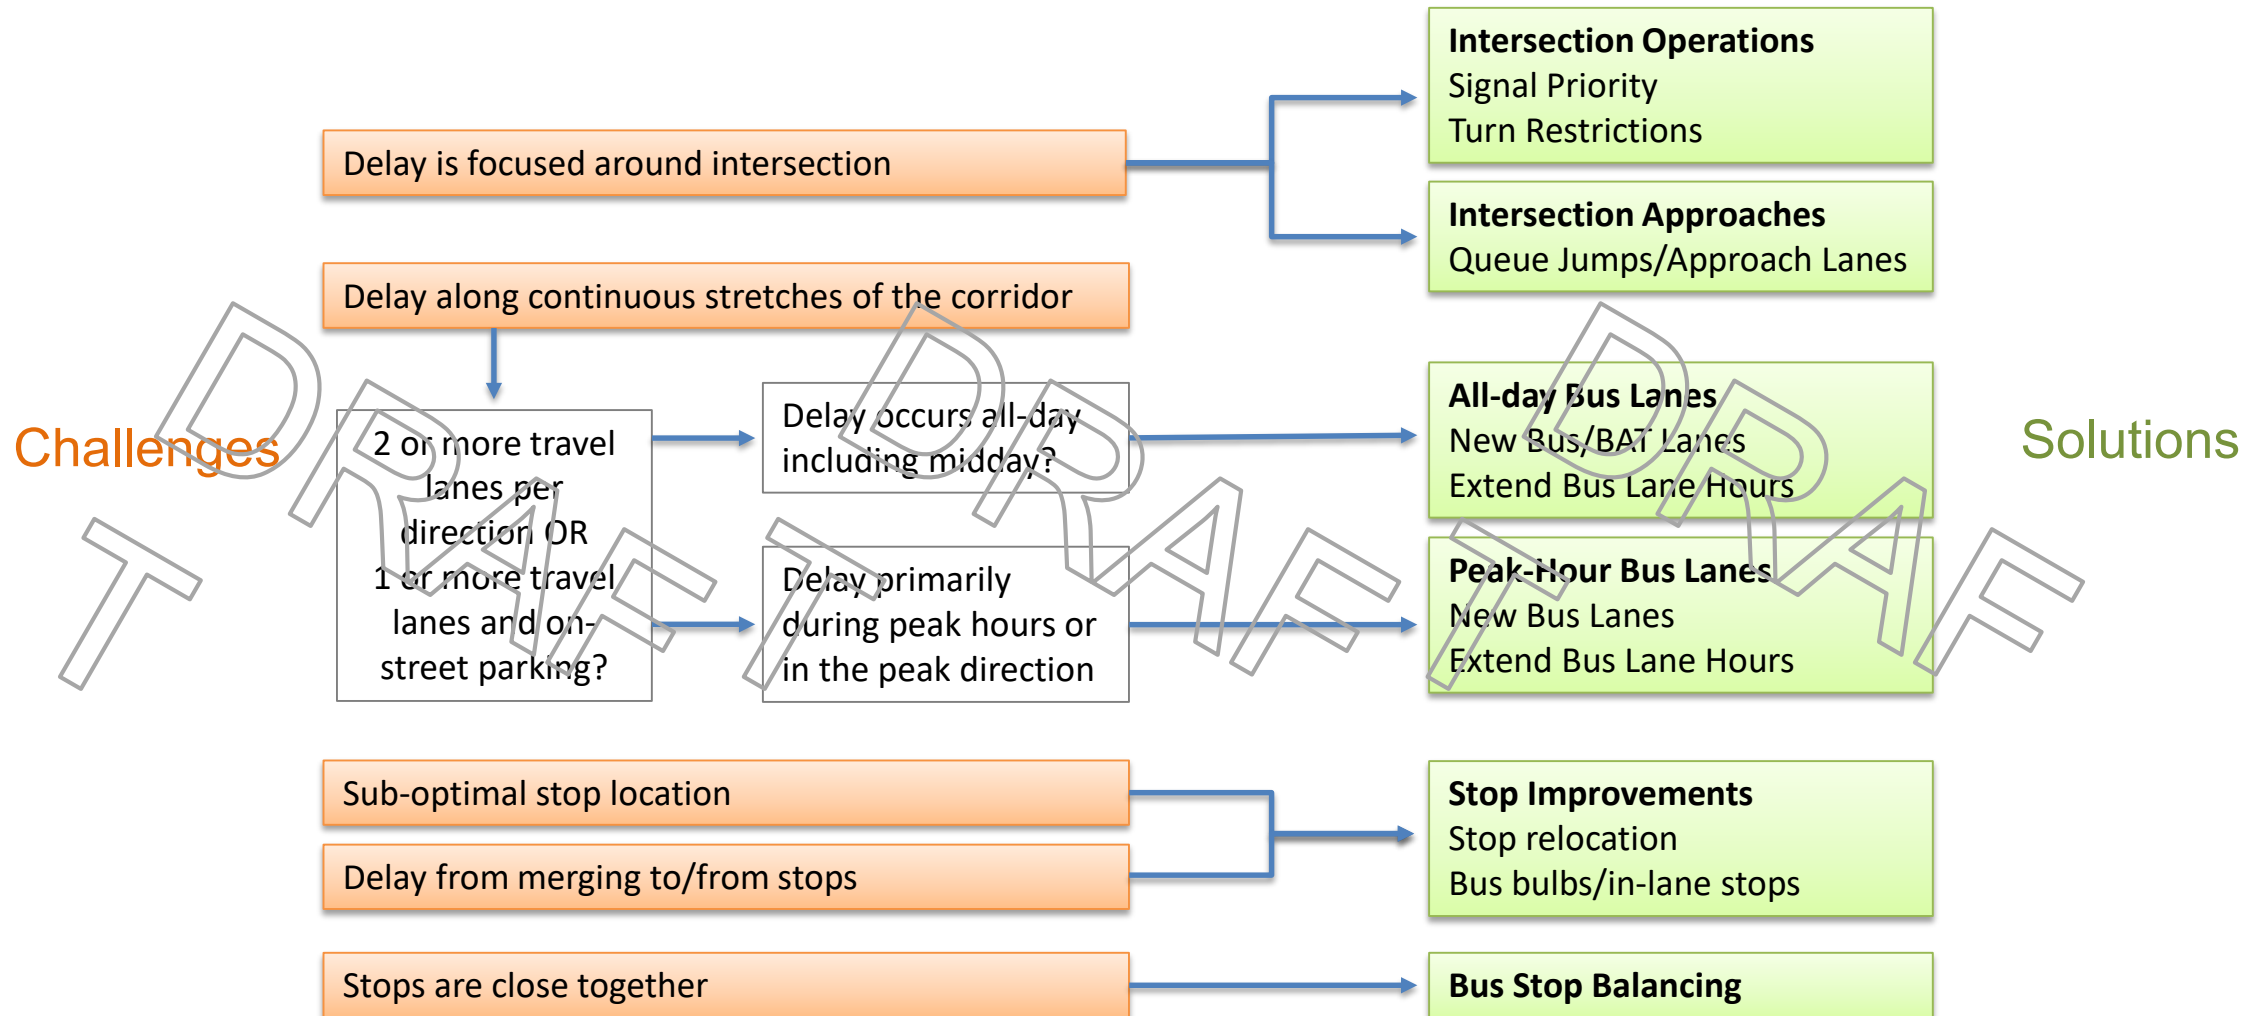 Challenges
Delay is focused around intersection
Delay along continuous stretches of the corridor
2 or more travel
lanes per
direction OR
1 or more travel
lanes and on-
street parking?
Delay occurs all-day
including midday?
Delay primarily
during peak hours or
in the peak direction
Sub-optimal stop location
Delay from merging to/from stops
Stops are close together
Intersection Operations
Signal Priority
Turn Restrictions
Intersection Approaches
Queue Jumps/Approach Lanes
All-day Bus Lanes
New Bus/BAT Lanes
Extend Bus Lane Hours
Peak-Hour Bus Lanes
New Bus Lanes
Extend Bus Lane Hours
Stop Improvements
Stop relocation
Bus bulbs/in-lane stops
Bus Stop Balancing
Solutions
DRAFT DRAFT DRAF
T